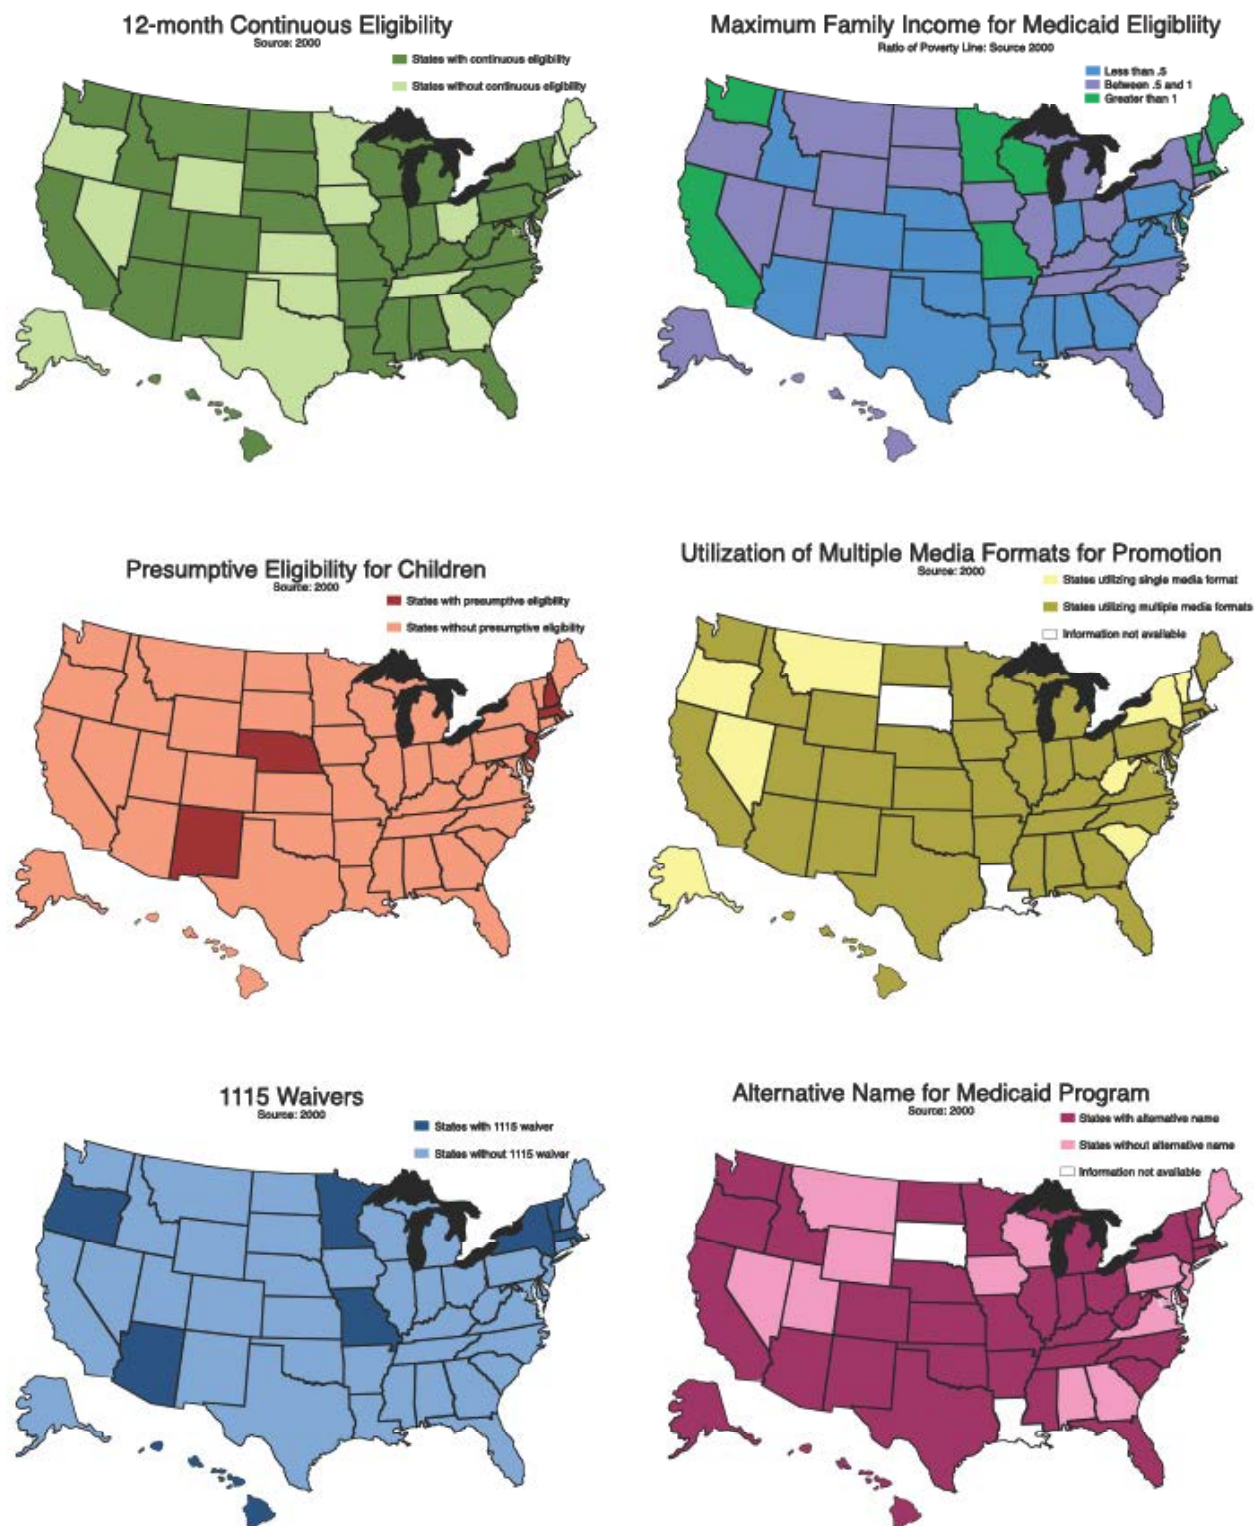 12-month Continuous Eligibility
Source: 2000
States with continuous eligibility
States without continuous eligibility
Maximum Family Income for Medicaid Eligibliity
Ratio of Poverty Line: Source 2000
Less than .5
Between .5 and 1
Greater than 1
Presumptive Eligibility for Children
Source: 2000
States with presumptive eligibility
States without presumptive eligibility
Utilization of Multiple Media Formats for Promotion
Source: 2000
States utilizing single media format
States utilizing multiple media formats
Information not available
1115 Waivers
Source: 2000
States with 1115 waiver
States without 1115 waiver
Alternative Name for Medicaid Program
Source: 2000
States with alternative name
States without alternative name
Information not available